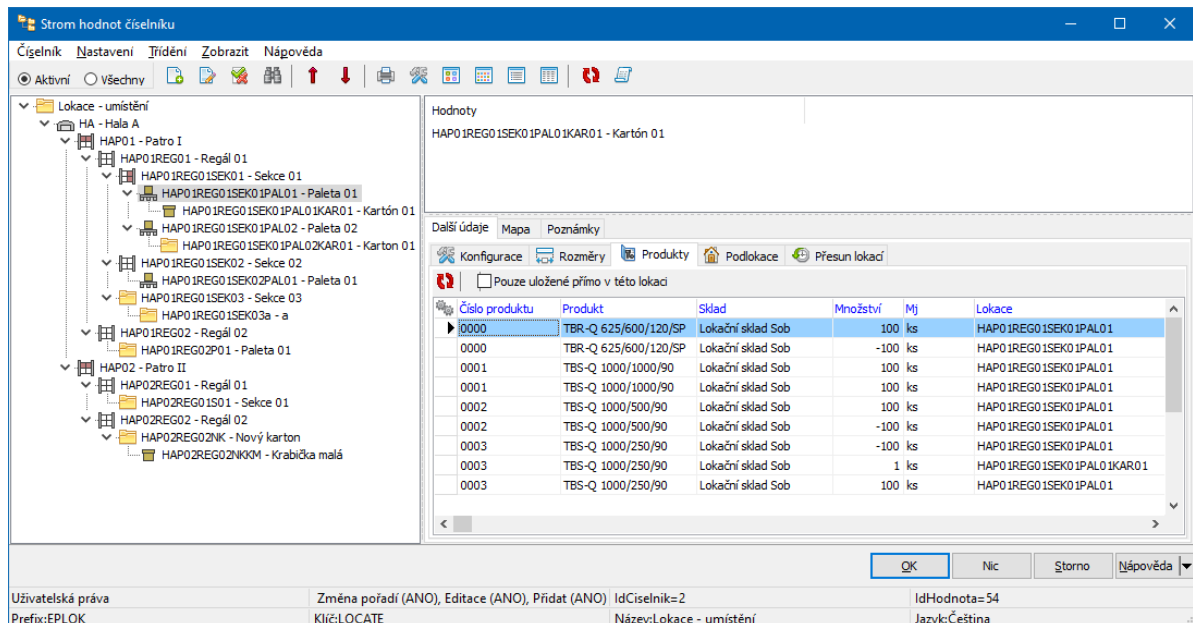 Strom hodnot číselníku
Číselník Nastavení Třídění Zobrazit Nápověda
Aktivní Všechny
Lokace - umístění
HA - Hala A
HAP01 - Patro I
HAP01REG01 - Regál 01
HAP01REG01SEK01 - Sekce 01
HAP01REG01SEK01PAL01 - Paleta 01
HAP01REG01SEK01PAL01KAR01 - Kartón 01
HAP01REG01SEK01PAL02 - Paleta 02
HAP01REG01SEK01PAL02KAR01 - Karton 01
HAP01REG01SEK02 - Sekce 02
HAP01REG01SEK02PAL01 - Paleta 01
HAP01REG01SEK03 - Sekce 03
HAP01REG01SEK03a - a
HAP01REG02 - Regál 02
HAP01REG02P01 - Paleta 01
HAP02 - Patro II
HAP02REG01 - Regál 01
HAP02REG01S01 - Sekce 01
HAP02REG02 - Regál 02
HAP02REG02NK - Nový karton
HAP02REG02NKKM - Krabička malá
Hodnoty
HAP01REG01SEK01PAL01KAR01 - Kartón 01
Další údaje Mapa Poznámky
Konfigurace Rozměry Produkty Podlokace Přesun lokací
Pouze uložené přímo v této lokaci
Číslo produktu Produkt Sklad Množství Mj Lokace
0000 TBR-Q 625/600/120/SP Lokační sklad Sob 100 ks HAP01REG01SEK01PAL01
0000 TBR-Q 625/600/120/SP Lokační sklad Sob -100 ks HAP01REG01SEK01PAL01
0001 TBS-Q 1000/1000/90 Lokační sklad Sob 100 ks HAP01REG01SEK01PAL01
0001 TBS-Q 1000/1000/90 Lokační sklad Sob 100 ks HAP01REG01SEK01PAL01
0002 TBS-Q 1000/500/90 Lokační sklad Sob 100 ks HAP01REG01SEK01PAL01
0002 TBS-Q 1000/500/90 Lokační sklad Sob -100 ks HAP01REG01SEK01PAL01
0003 TBS-Q 1000/250/90 Lokační sklad Sob -100 ks HAP01REG01SEK01PAL01
0003 TBS-Q 1000/250/90 Lokační sklad Sob 1 ks HAP01REG01SEK01PAL01KAR01
0003 TBS-Q 1000/250/90 Lokační sklad Sob 100 ks HAP01REG01SEK01PAL01
OK Nic Storno Nápověda
Uživatelská práva Změna pořadí (ANO), Editace (ANO), Přidat (ANO) IdCiselnik=2 IdHodnota=54
Prefix:EPLOK Klíč:LOCATE Název:Lokace - umístění Jazyk:Čeština